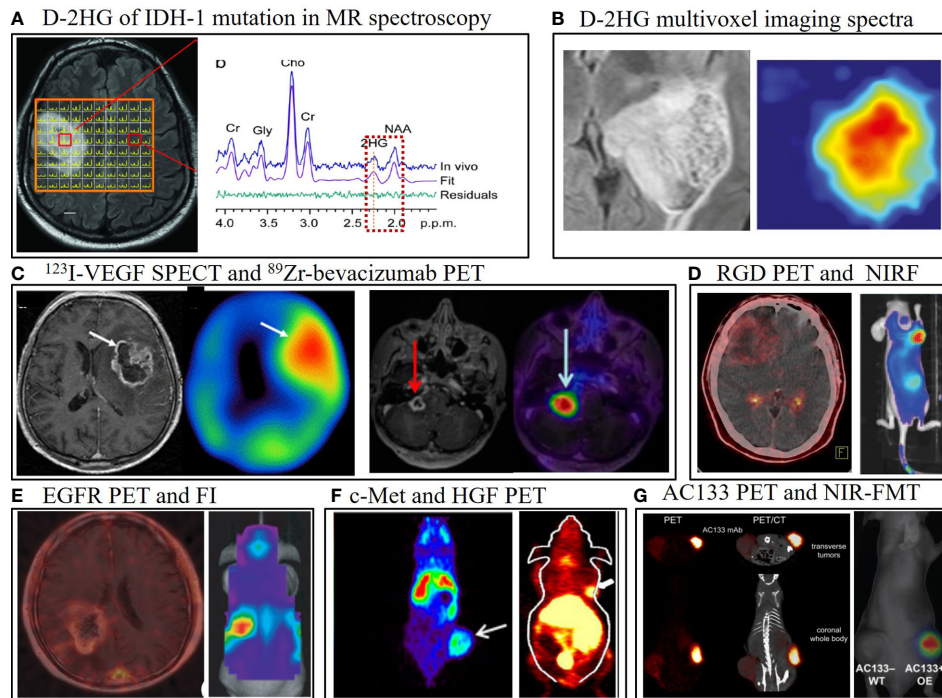 A D-2HG of IDH-1 mutation in MR spectroscopy
b
Cho
Cr
Gly
Cr
2HG
NAA
In vivo
Fit
Residuals
4.0 3.5 3.0 2.5 2.0 p.p.m.
B D-2HG multivoxel imaging spectra
C ¹²³I-VEGF SPECT and ⁸⁹Zr-bevacizumab PET
D RGD PET and NIRF
F
E EGFR PET and FI
F c-Met and HGF PET
G AC133 PET and NIR-FMT
PET
AC133 mAb
PET/CT
transverse
tumors
coronal
whole
body
AC133–
WT
AC133+
OE